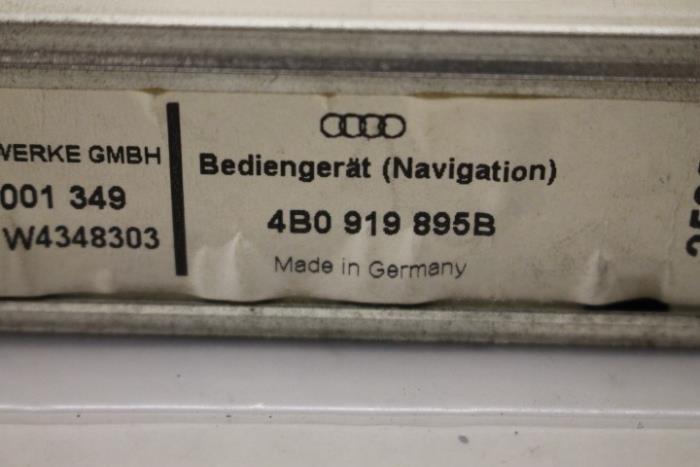 WERKE GMBH
001 349
W4348303
Bediengerät (Navigation)
4B0 919 895B
Made in Germany